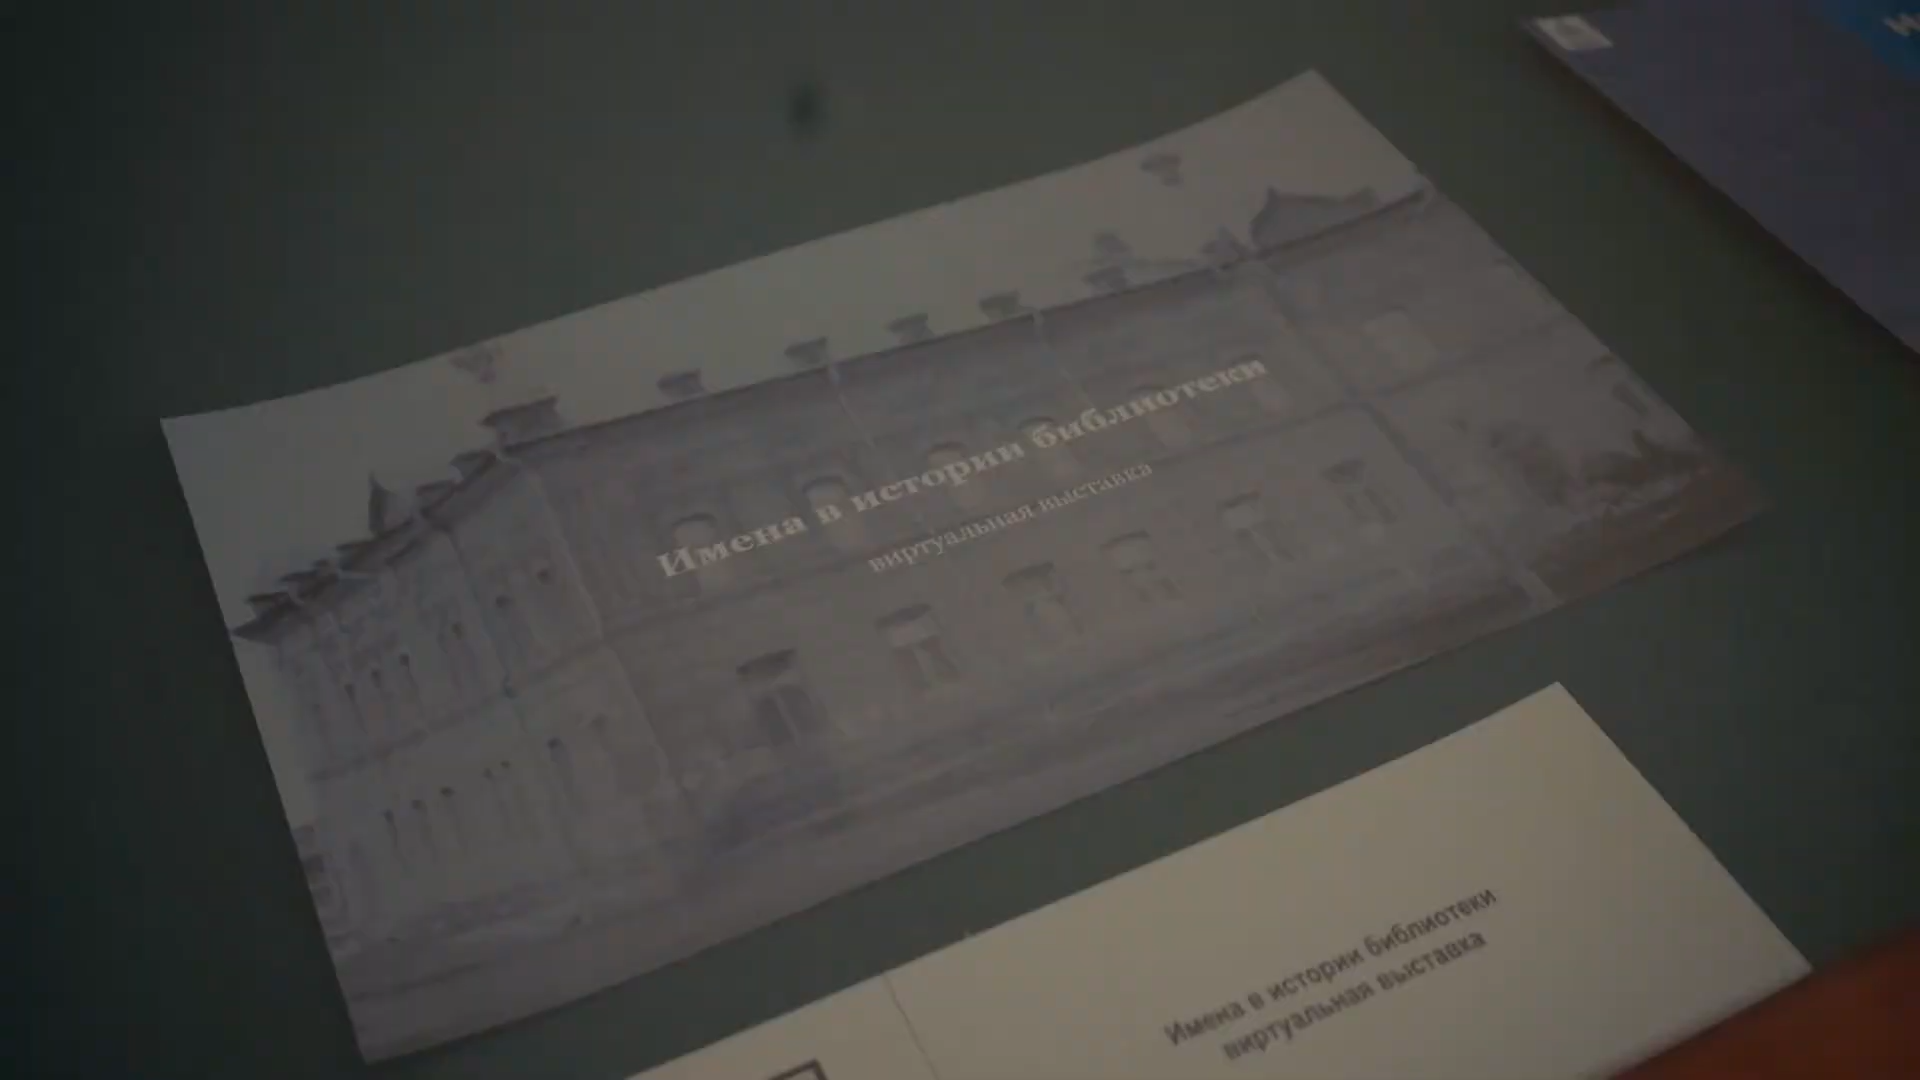 Имена в истории библиотеки
виртуальная выставка
Имена в истории библиотеки
виртуальная выставка